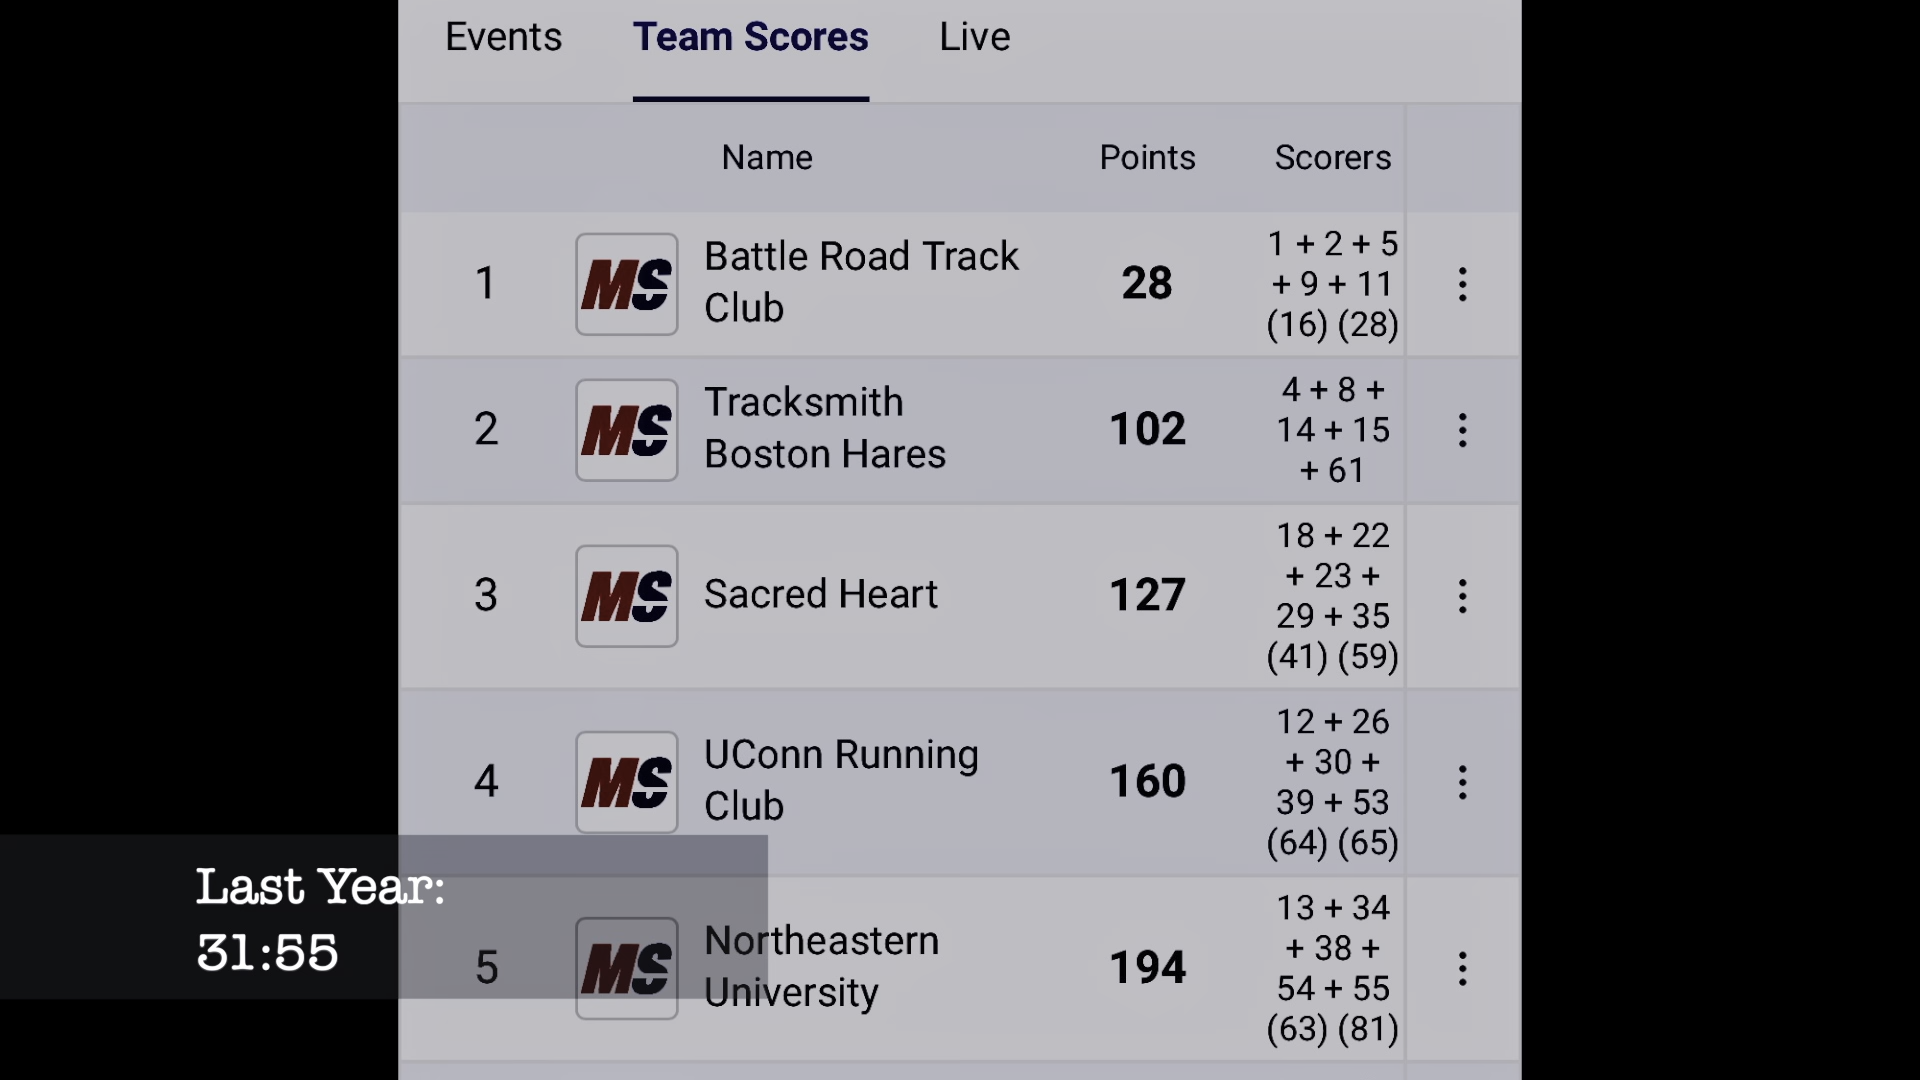 Events Team Scores Live
Name Points Scorers
1 + 2 + 5
1 MS Battle Road Track 28 + 9 + 11
Club
(16) (28)
4 + 8 +
2 MS Tracksmith 102 14 + 15
Boston Hares
+ 61
18 + 22
+ 23 +
3 MS Sacred Heart 127
29 + 35
(41) (59)
12 + 26
4 MS UConn Running 160 + 30 +
Club
39 + 53
(64) (65)
13 + 34
5 MS Northeastern 194 + 38 +
University
54 + 55
(63) (81)
Last Year:
31:55